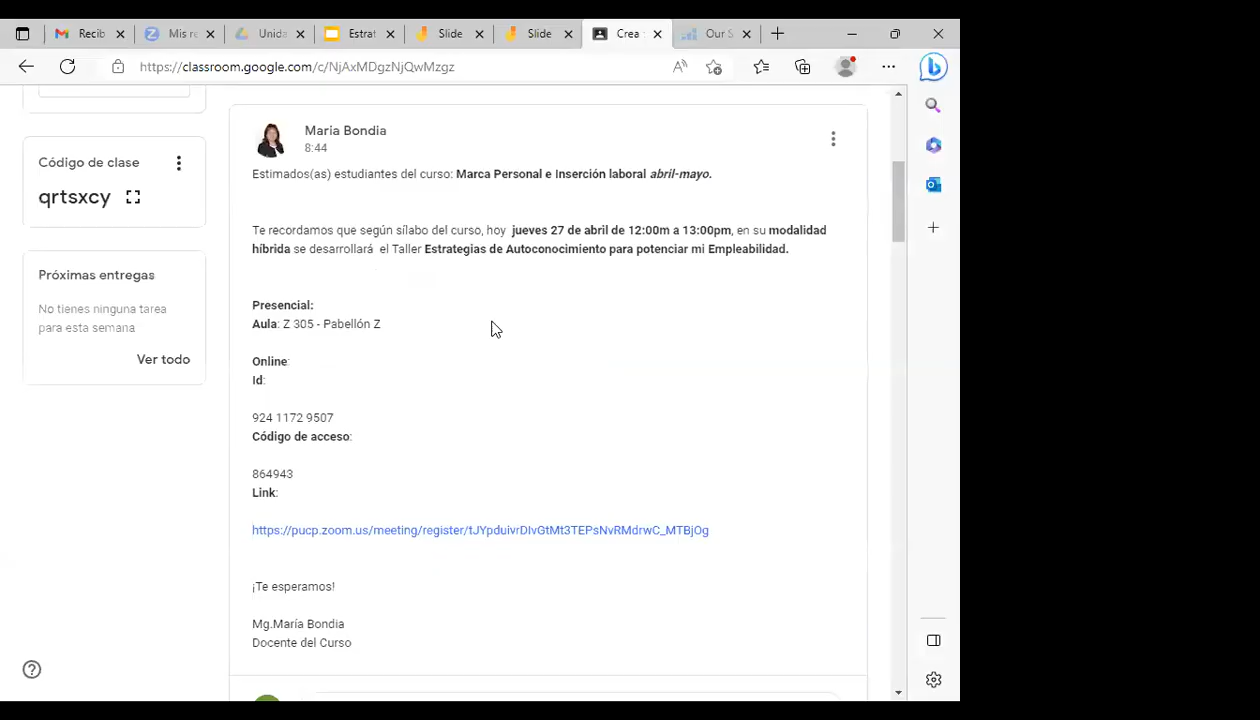 Recib
Mis re
Unida
Estrat
Slide
Slide
Crea
Our S
https://classroom.google.com/c/NjAxMDgzNjQwMzgz
Código de clase
qrtsxcy
Próximas entregas
No tienes ninguna tarea
para esta semana
Ver todo
Maria Bondia
8:44
Estimados(as) estudiantes del curso: Marca Personal e Inserción laboral abril-mayo.
Te recordamos que según sílabo del curso, hoy jueves 27 de abril de 12:00m a 13:00pm, en su modalidad
híbrida se desarrollará el Taller Estrategias de Autoconocimiento para potenciar mi Empleabilidad.
Presencial:
Aula: Z 305 - Pabellón Z
Online:
Id:
924 1172 9507
Código de acceso:
864943
Link:
https://pucp.zoom.us/meeting/register/tJYpduivrDIvGtMt3TEPsNvRMdrwC_MTBjOg
¡Te esperamos!
Mg.María Bondia
Docente del Curso